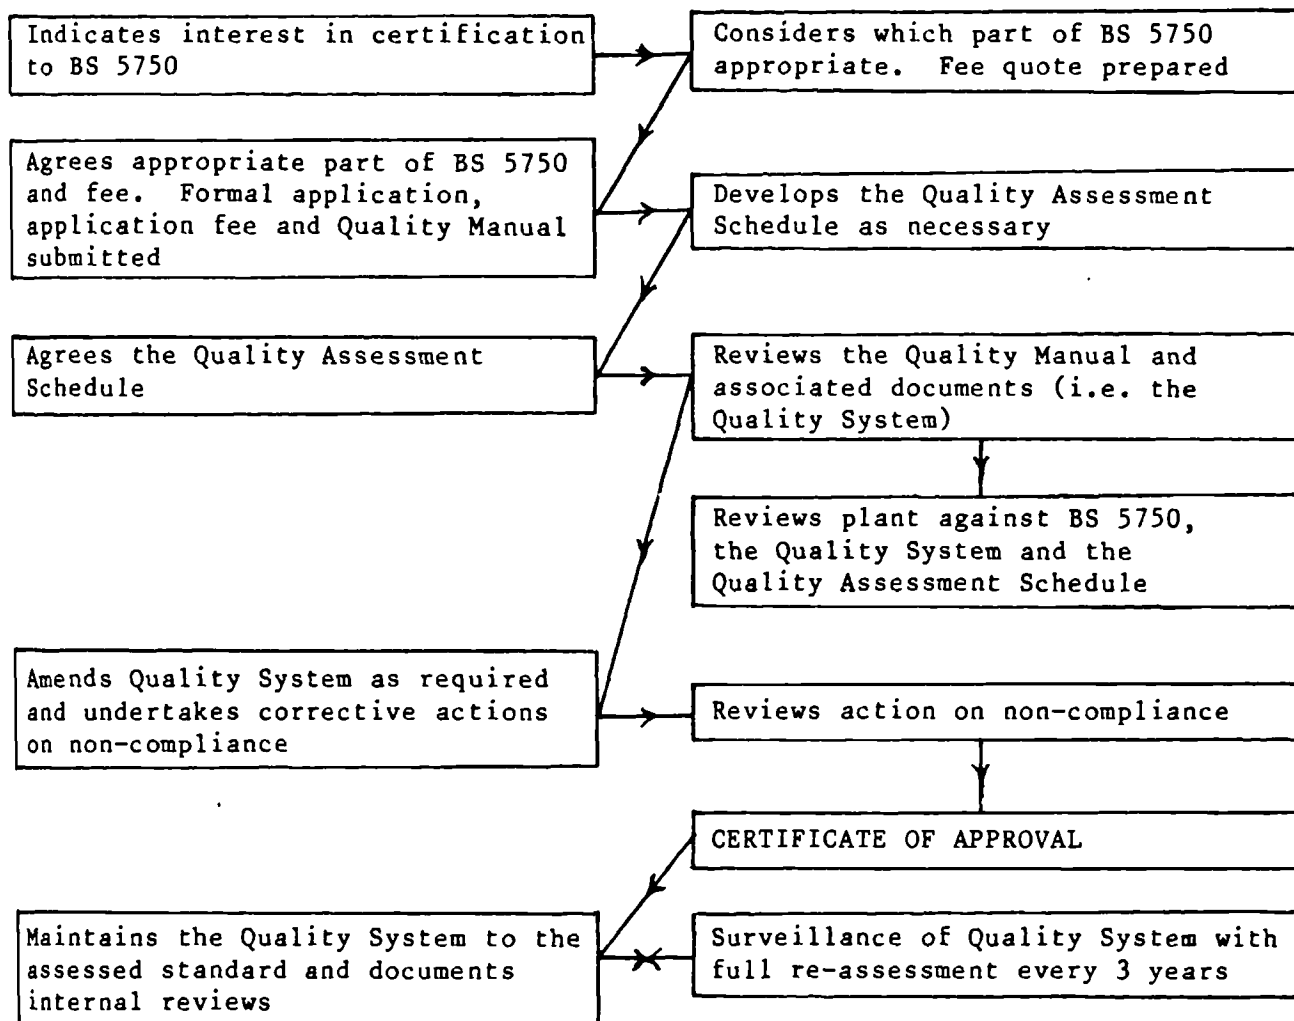 Indicates interest in certification
to BS 5750
Considers which part of BS 5750
appropriate. Fee quote prepared
Agrees appropriate part of BS 5750
and fee. Formal application,
application fee and Quality Manual
submitted
Develops the Quality Assessment
Schedule as necessary
Agrees the Quality Assessment
Schedule
Reviews the Quality Manual and
associated documents (i.e. the
Quality System)
Reviews plant against BS 5750,
the Quality System and the
Quality Assessment Schedule
Amends Quality System as required
and undertakes corrective actions
on non-compliance
Reviews action on non-compliance
CERTIFICATE OF APPROVAL
Maintains the Quality System to the
assessed standard and documents
internal reviews
Surveillance of Quality System with
full re-assessment every 3 years